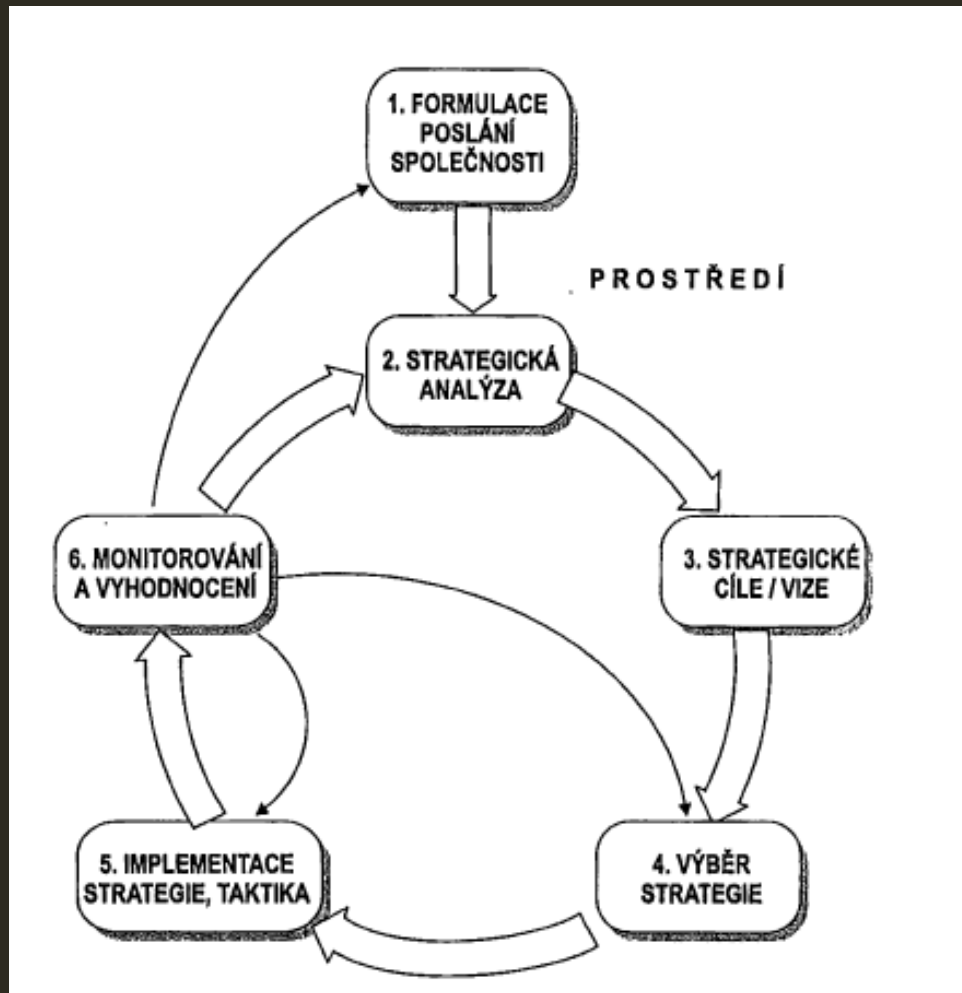 1. FORMULACE
POSLÁNÍ
SPOLEČNOSTI
PROSTŘEDÍ
2. STRATEGICKÁ
ANALÝZA
3. STRATEGICKÉ
CÍLE / VIZE
4. VÝBĚR
STRATEGIE
5. IMPLEMENTACE
STRATEGIE, TAKTIKA
6. MONITOROVÁNÍ
A VYHODNOCENÍ